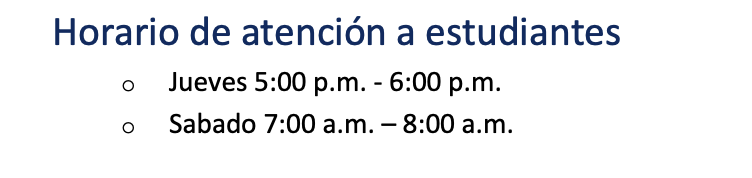 Horario de atención a estudiantes
o Jueves 5:00 p.m. - 6:00 p.m.
o Sabado 7:00 a.m. – 8:00 a.m.